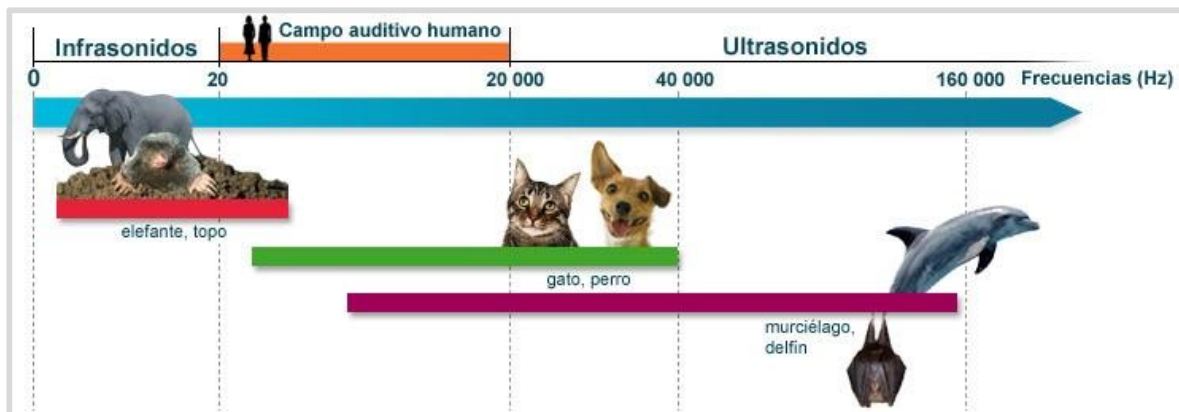 Infrasonidos
Campo auditivo humano
Ultrasonidos
0
20
20 000
40 000
160 000
Frecuencias (Hz)
elefante, topo
gato, perro
murciélago,
delfin